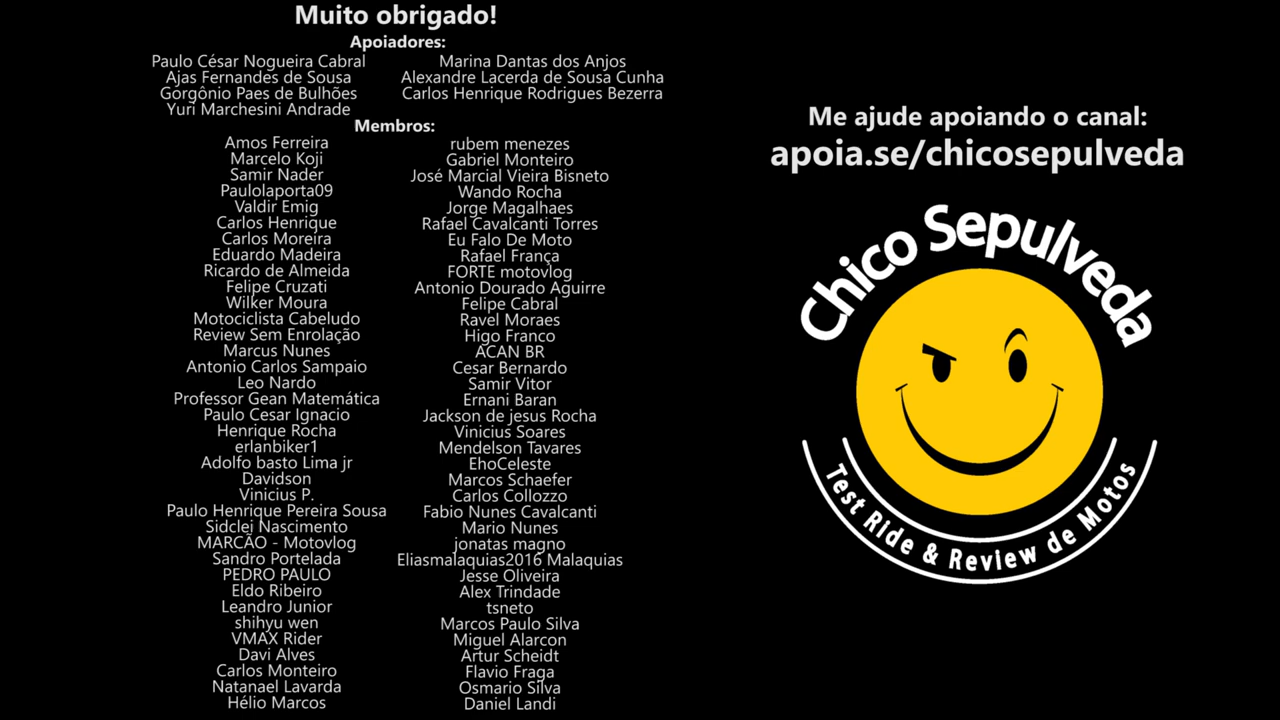 Muito obrigado!
Apoiadores:
Paulo César Nogueira Cabral
Ajas Fernandes de Sousa
Gorgônio Paes de Bulhões
Yuri Marchesini Andrade
Marina Dantas dos Anjos
Alexandre Lacerda de Sousa Cunha
Carlos Henrique Rodrigues Bezerra
Membros:
Amos Ferreira
Marcelo Koji
Samir Nader
Paulolaporta09
Valdir Emig
Carlos Henrique
Carlos Moreira
Eduardo Madeira
Ricardo de Almeida
Felipe Cruzati
Wilker Moura
Motociclista Cabeludo
Review Sem Enrolação
Marcus Nunes
Antonio Carlos Sampaio
Leo Nardo
Professor Gean Matemática
Paulo Cesar Ignacio
Henrique Rocha
erlanbiker1
Adolfo basto Lima jr
Davidson
Vinicius P.
Paulo Henrique Pereira Sousa
Sidclei Nascimento
MARCÃO - Motovlog
Sandro Portelada
PEDRO PAULO
Eldo Ribeiro
Leandro Junior
shihyu wen
VMAX Rider
Davi Alves
Carlos Monteiro
Natanael Lavarda
Hélio Marcos
rubem menezes
Gabriel Monteiro
José Marcial Vieira Bisneto
Wando Rocha
Jorge Magalhaes
Rafael Cavalcanti Torres
Eu Falo De Moto
Rafael França
FORTE motovlog
Antonio Dourado Aguirre
Felipe Cabral
Ravel Moraes
Higo Franco
ACAN BR
Cesar Bernardo
Samir Vitor
Ernani Baran
Jackson de jesus Rocha
Vinicius Soares
Mendelson Tavares
EhoCeleste
Marcos Schaefer
Carlos Collozzo
Fabio Nunes Cavalcanti
Mario Nunes
jonatas magno
Eliasmalaquias2016 Malaquias
Jesse Oliveira
Alex Trindade
tsneto
Marcos Paulo Silva
Miguel Alarcon
Artur Scheidt
Flavio Fraga
Osmario Silva
Daniel Landi
Me ajude apoiando o canal:
apoia.se/chicosepulveda
Chico Sepulveda
Test Ride & Review de Motos